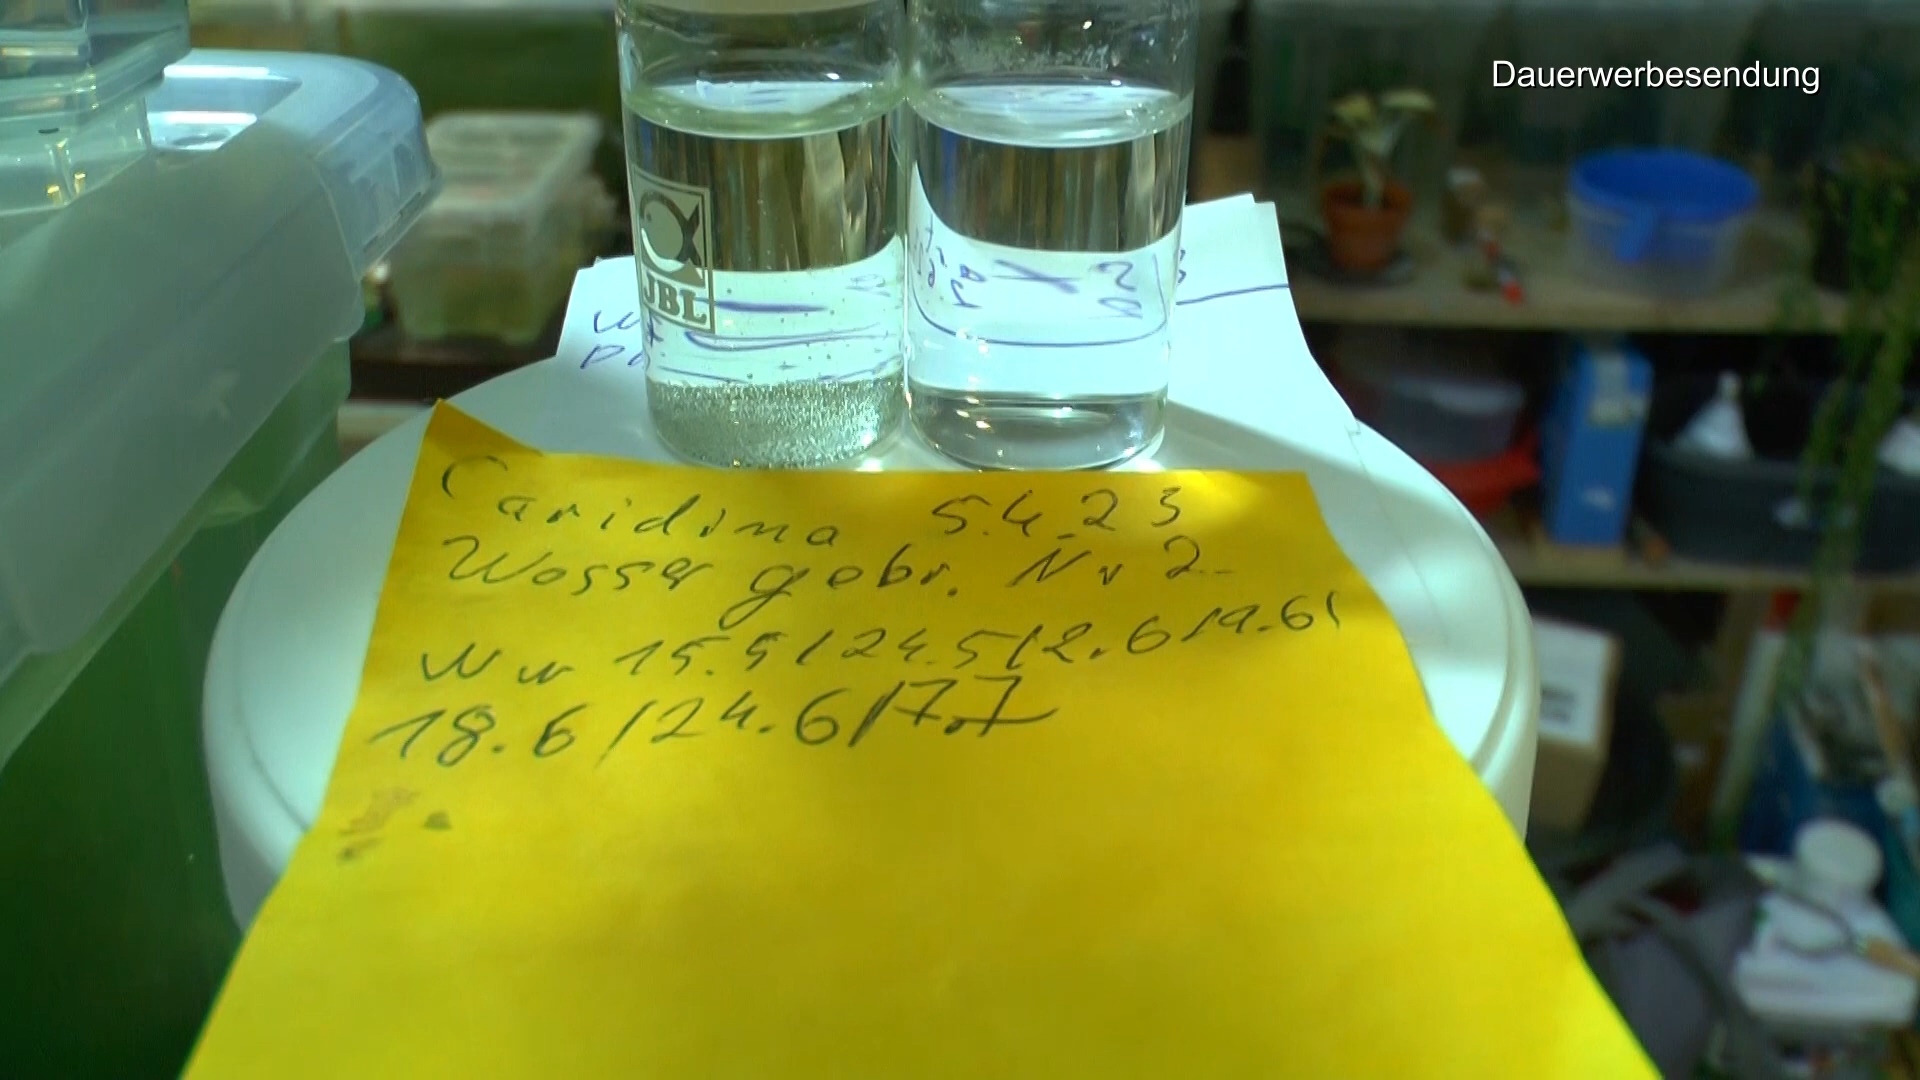 Dauerwerbesendung
JBL
Caridina 5.4.23
Wasser gebr. Nr 2
Ww 15.5/24.5/2.6/9.6/
18.6/24.6/7.7